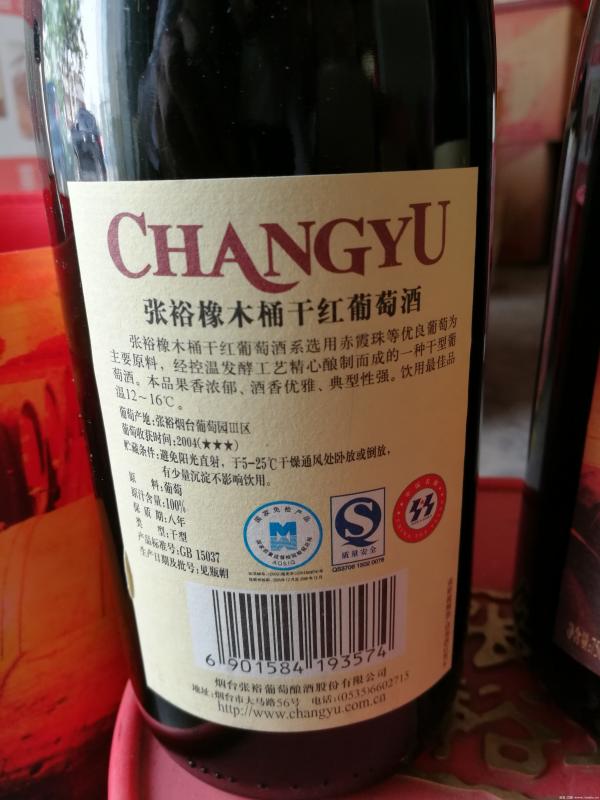 CHANGYU
张裕橡木桶干红葡萄酒
张裕橡木桶干红葡萄酒系选用赤霞珠等优良葡萄为
主要原料，经控温发酵工艺精心酿制而成的一种干型葡
萄酒。本品果香浓郁、酒香优雅、典型性强。饮用最佳品
温12～16℃。
葡萄产地:张裕烟台葡萄园Ⅲ区
葡萄收获时间:2004(★★★)
贮藏条件:避免阳光直射，于5-25℃干燥通风处卧放或倒放，
有少量沉淀不影响饮用。
原 料:葡萄
原汁含量:100%
保 质 期:八年
类 型:干型
产品标准号:GB 15037
生产日期及批号:见瓶帽
国家免检产品
AQSIQ
质量安全
QS3706 1502 0076
6 901584 193574
烟台张裕葡萄酿酒股份有限公司
地址:烟台市大马路56号 电话:(0535)6602713
http://www.changyu.com.cn